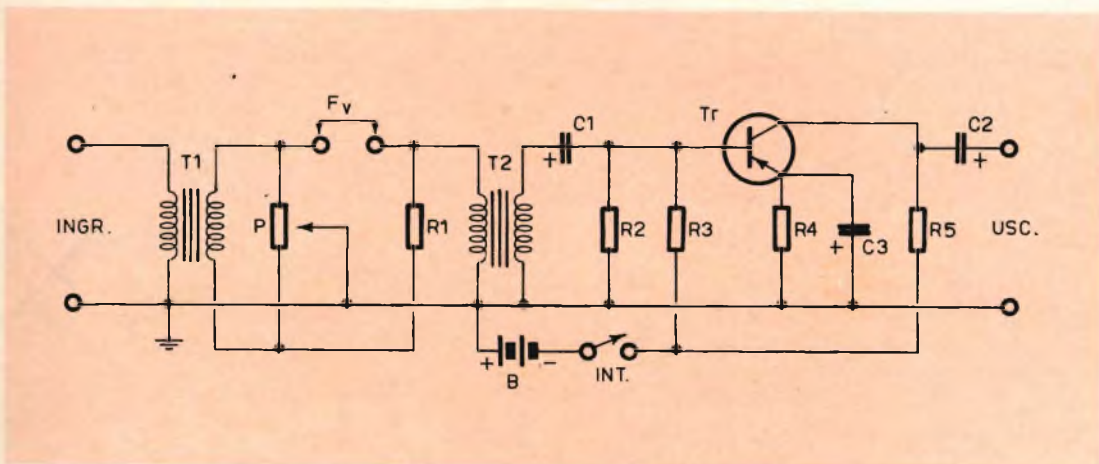 Fv
Tr
C1
C2
T1
T2
+
+
INGR.
P
R1
R2
R3
R4
+
C3
R5
USC.
+
B
-
INT.